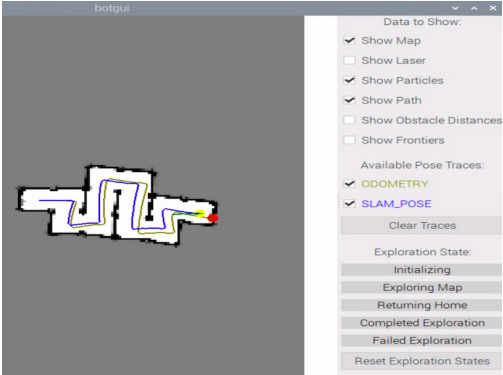 botgui
Data to Show:
Show Map
Show Laser
Show Particles
Show Path
Show Obstacle Distances
Show Frontiers
Available Pose Traces:
ODOMETRY
SLAM_POSE
Clear Traces
Exploration State:
Initializing
Exploring Map
Returning Home
Completed Exploration
Failed Exploration
Reset Exploration States